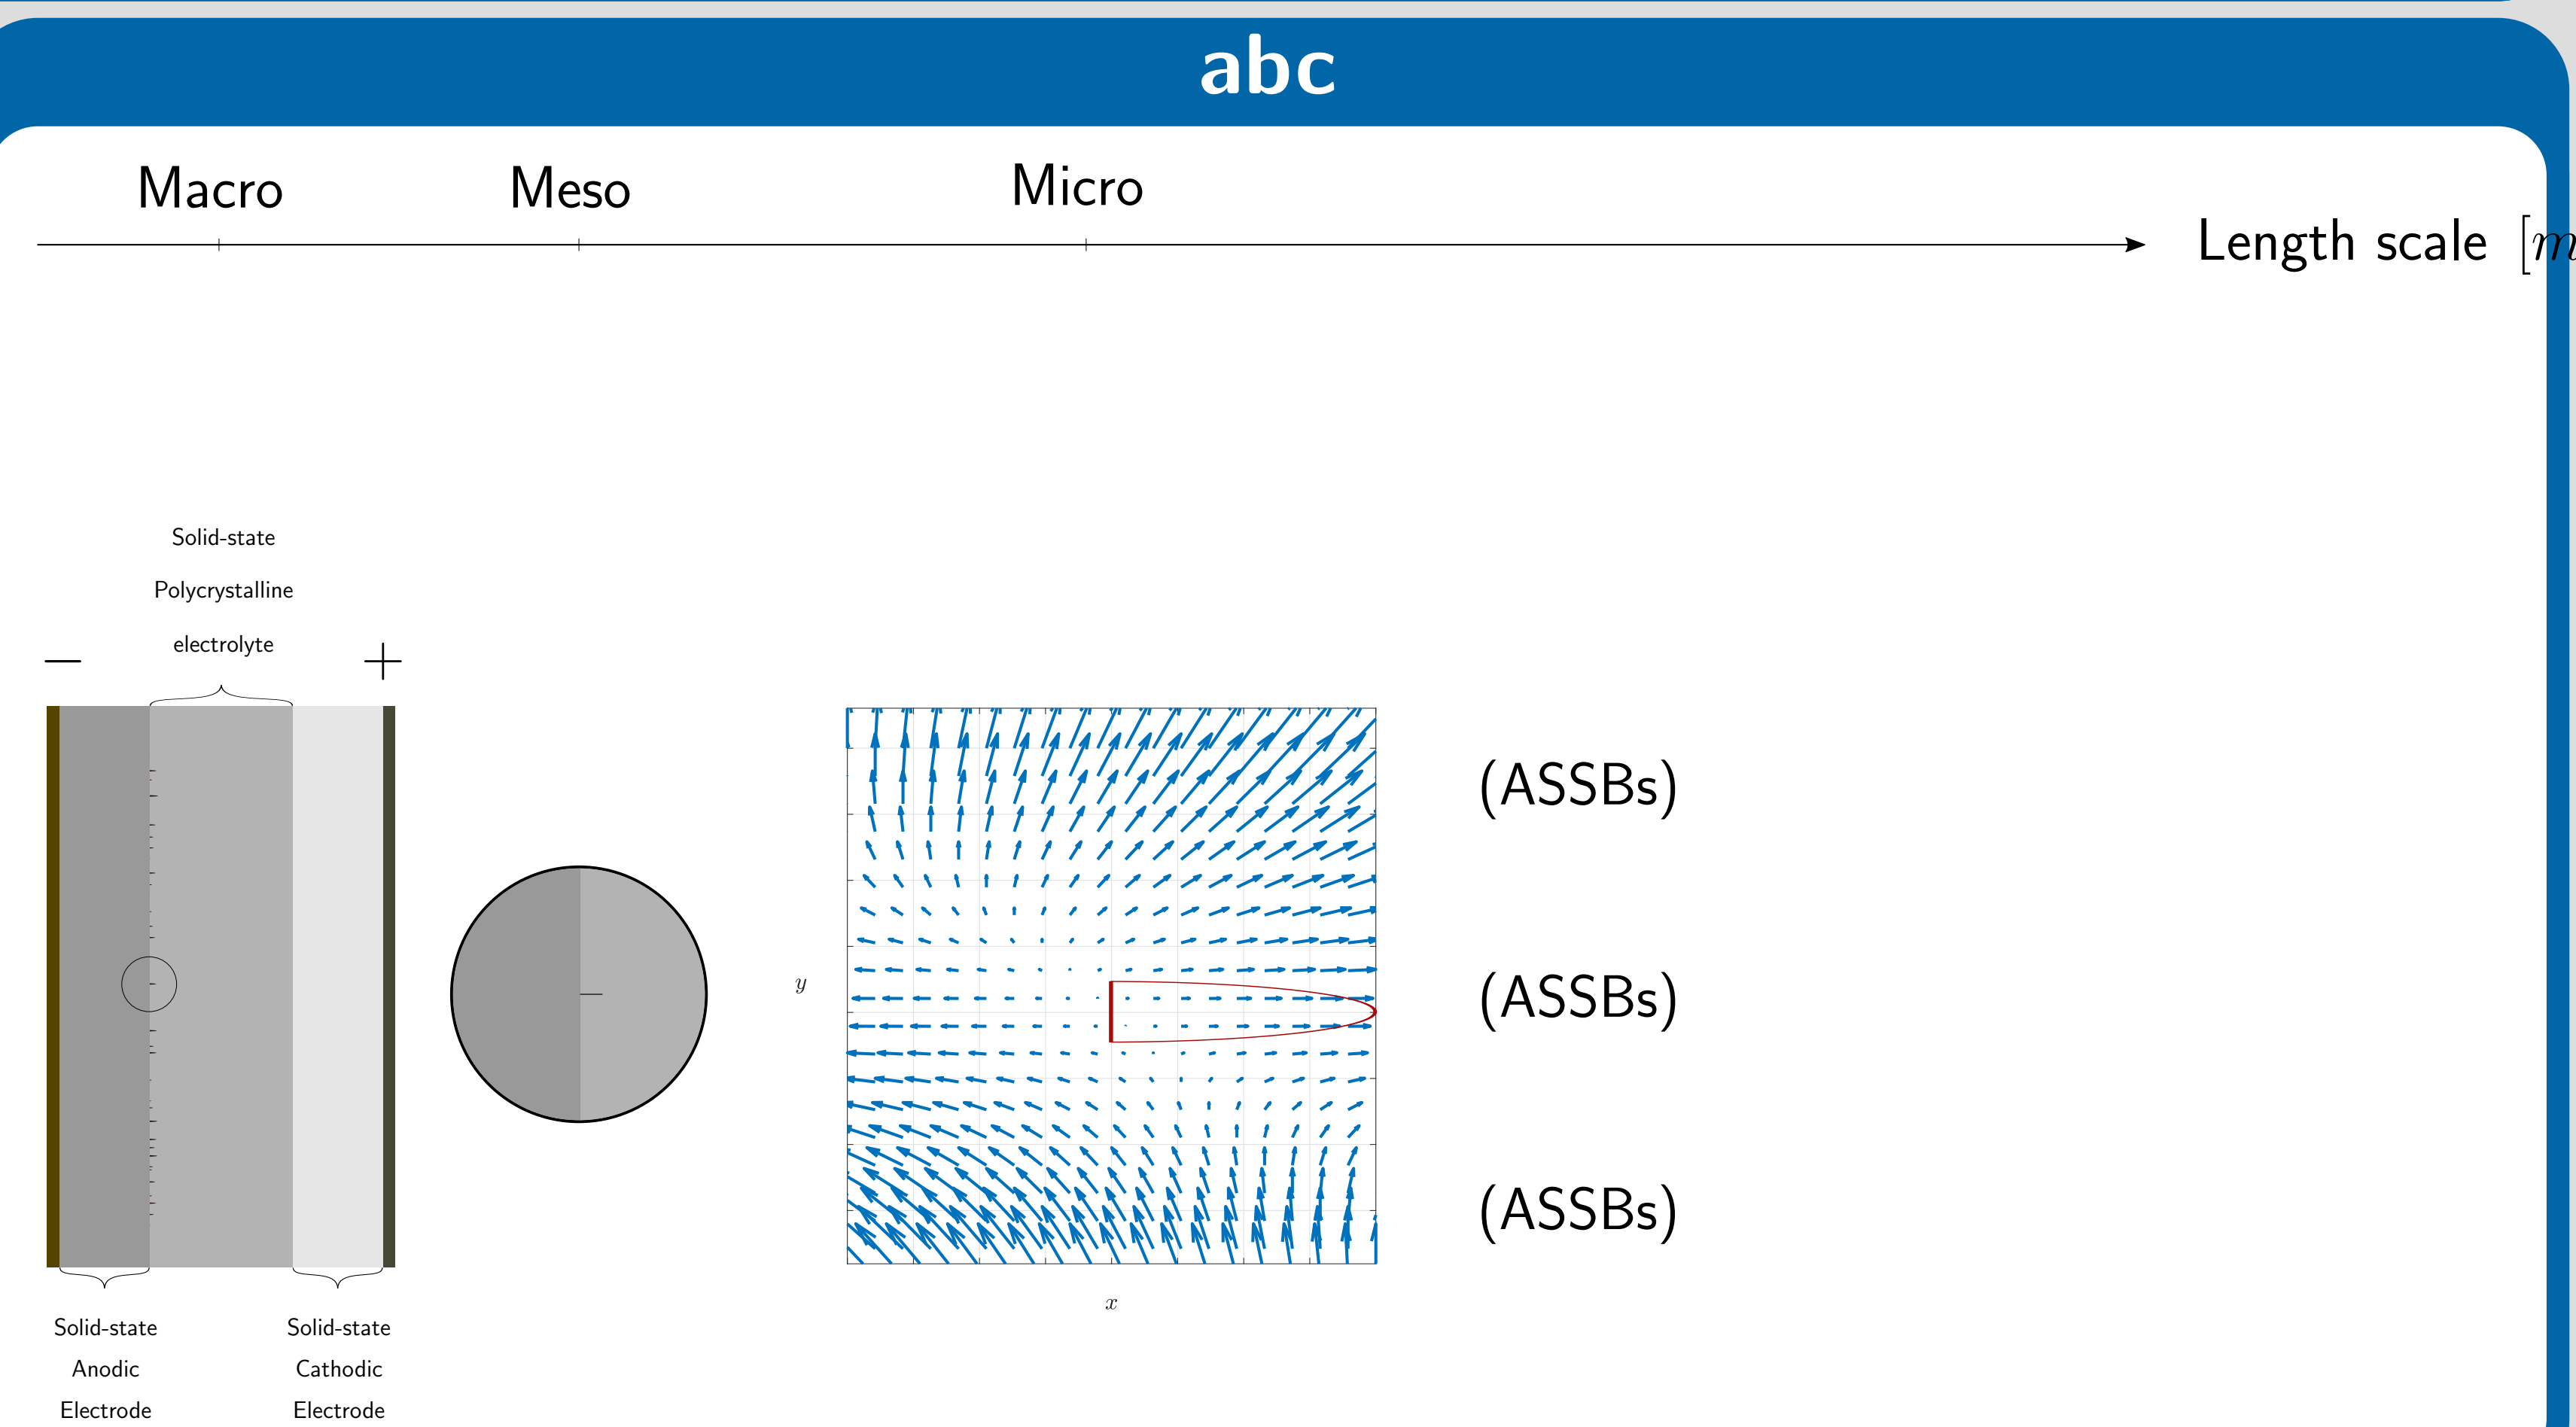 abc
Macro Meso Micro
Length scale [m
Solid-state
Polycrystalline
electrolyte
− +
y
x
(ASSBs)
(ASSBs)
(ASSBs)
Solid-state Solid-state
Anodic Cathodic
Electrode Electrode